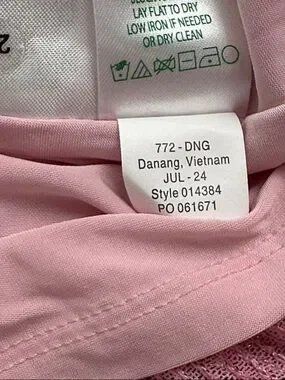 LAY FLAT TO DRY
LOW IRON IF NEEDED
OR DRY CLEAN
772 - DNG
Danang, Vietnam
JUL - 24
Style 014384
PO 061671